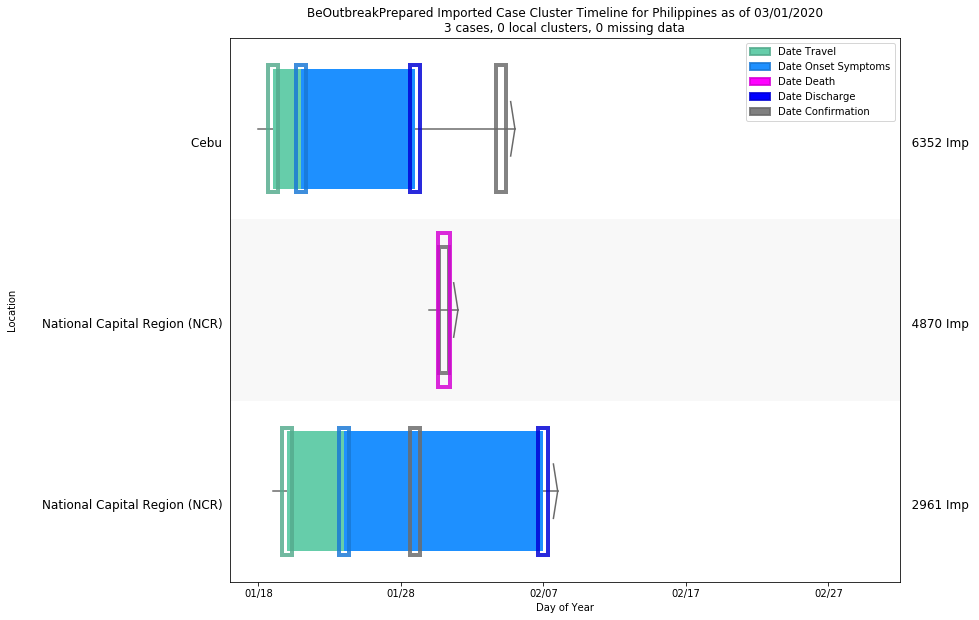 BeOutbreakPrepared Imported Case Cluster Timeline for Philippines as of 03/01/2020
3 cases, 0 local clusters, 0 missing data
Date Travel
Date Onset Symptoms
Date Death
Date Discharge
Date Confirmation
Cebu
6352 Imp
Location
National Capital Region (NCR)
4870 Imp
National Capital Region (NCR)
2961 Imp
01/18
01/28
02/07
02/17
02/27
Day of Year